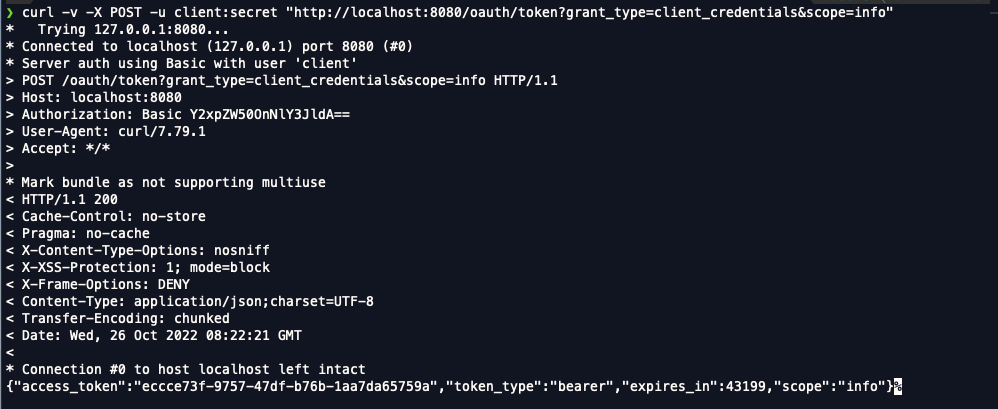 ❯ curl -v -X POST -u client:secret "http://localhost:8080/oauth/token?grant_type=client_credentials&scope=info"
*   Trying 127.0.0.1:8080...
* Connected to localhost (127.0.0.1) port 8080 (#0)
* Server auth using Basic with user 'client'
> POST /oauth/token?grant_type=client_credentials&scope=info HTTP/1.1
> Host: localhost:8080
> Authorization: Basic Y2xpZW50OnNlY3JldA==
> User-Agent: curl/7.79.1
> Accept: */*
>
* Mark bundle as not supporting multiuse
< HTTP/1.1 200
< Cache-Control: no-store
< Pragma: no-cache
< X-Content-Type-Options: nosniff
< X-XSS-Protection: 1; mode=block
< X-Frame-Options: DENY
< Content-Type: application/json;charset=UTF-8
< Transfer-Encoding: chunked
< Date: Wed, 26 Oct 2022 08:22:21 GMT
<
* Connection #0 to host localhost left intact
{"access_token":"eccce73f-9757-47df-b76b-1aa7da65759a","token_type":"bearer","expires_in":43199,"scope":"info"}%